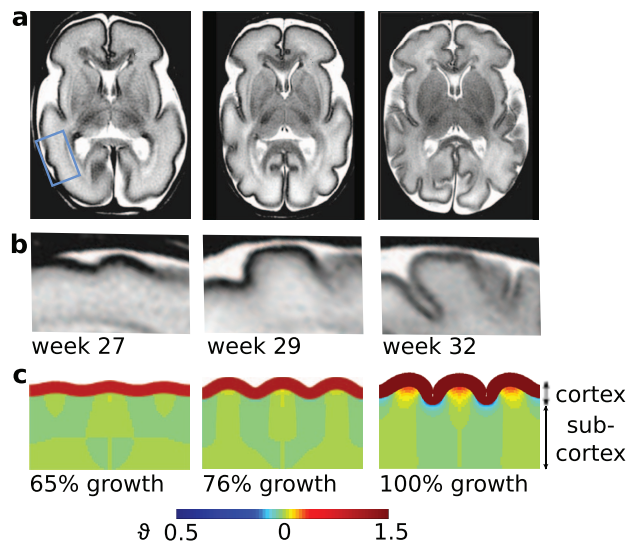 a
b
week 27 week 29 week 32
c
cortex
sub-
cortex
65% growth 76% growth 100% growth
ϑ 0.5 0 1.5